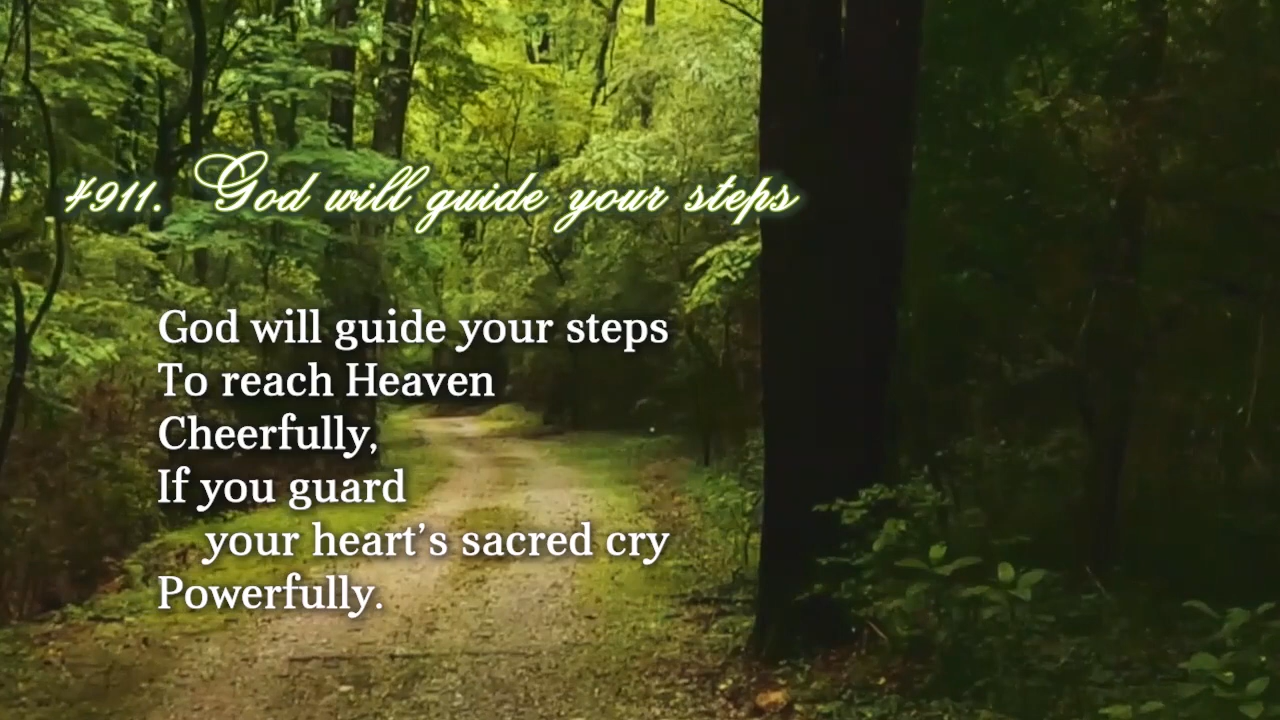 #911. God will guide your steps
God will guide your steps
To reach Heaven
Cheerfully,
If you guard
your heart’s sacred cry
Powerfully.